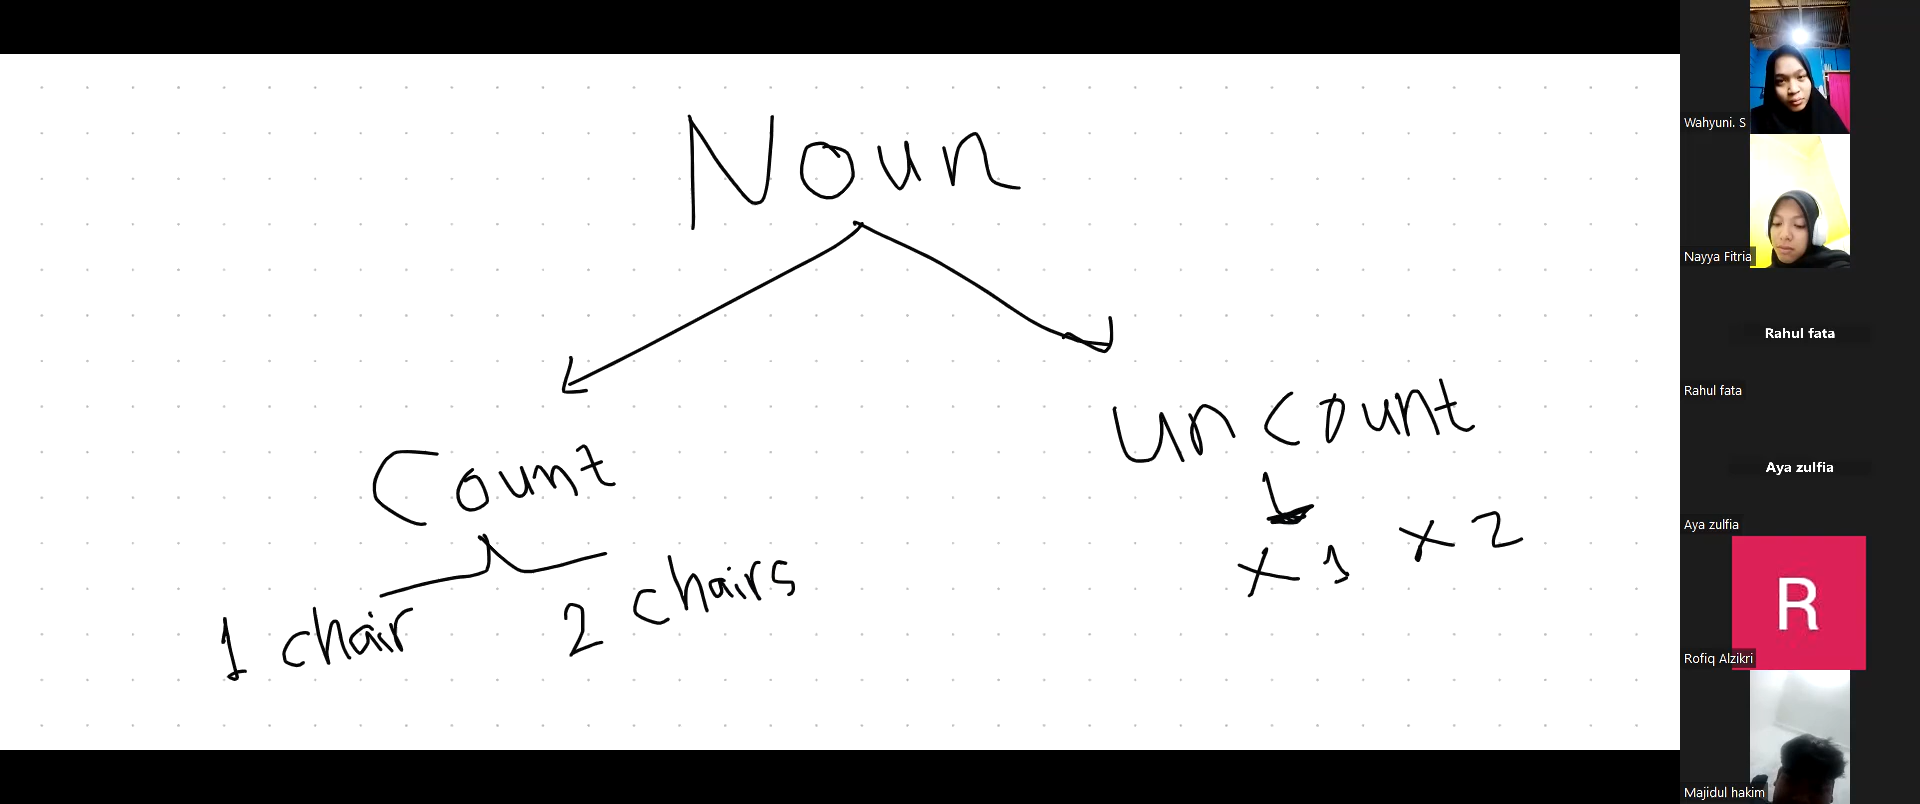 Noun
Count
uncount
1 chair
2 chairs
x 1
x 2
Wahyuni. S
Nayya Fitria
Rahul fata
Rahul fata
Aya zulfia
Aya zulfia
R
Rofiq Alzikri
Majidul hakim